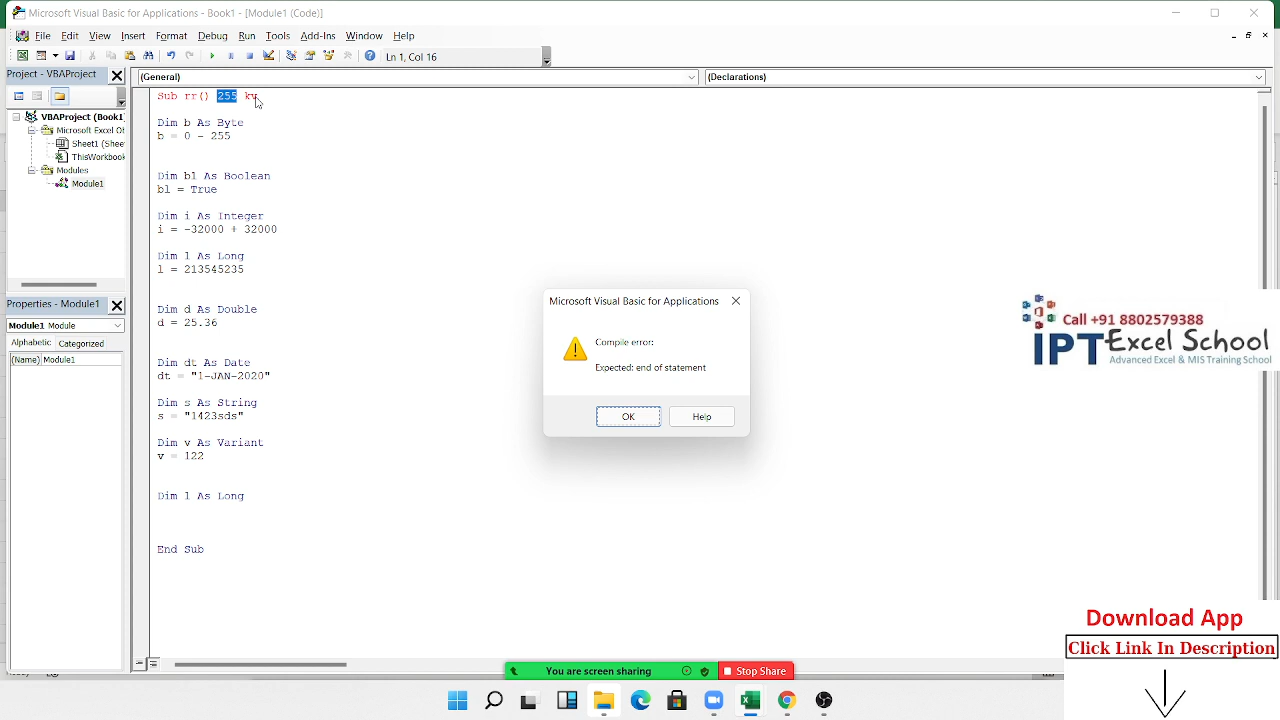 Microsoft Visual Basic for Applications - Book1 - [Module1 (Code)]
File Edit View Insert Format Debug Run Tools Add-Ins Window Help
Ln 1, Col 16
Project - VBAProject
(General)
(Declarations)
VBAProject (Book1)
Microsoft Excel Ob
Sheet1 (Shee
ThisWorkbook
Modules
Module1
Properties - Module1
Module1 Module
Alphabetic Categorized
(Name) Module1
Sub rr() 255 ky
Dim b As Byte
b = 0 - 255
Dim bl As Boolean
bl = True
Dim i As Integer
i = -32000 + 32000
Dim l As Long
l = 213545235
Dim d As Double
d = 25.36
Dim dt As Date
dt = "1-JAN-2020"
Dim s As String
s = "1423sds"
Dim v As Variant
v = 122
Dim l As Long
End Sub
Microsoft Visual Basic for Applications
Compile error:
Expected: end of statement
OK Help
Call +91 8802579388
IPT Excel School
Advanced Excel & MIS Training School
Download App
Click Link In Description
You are screen sharing
Stop Share